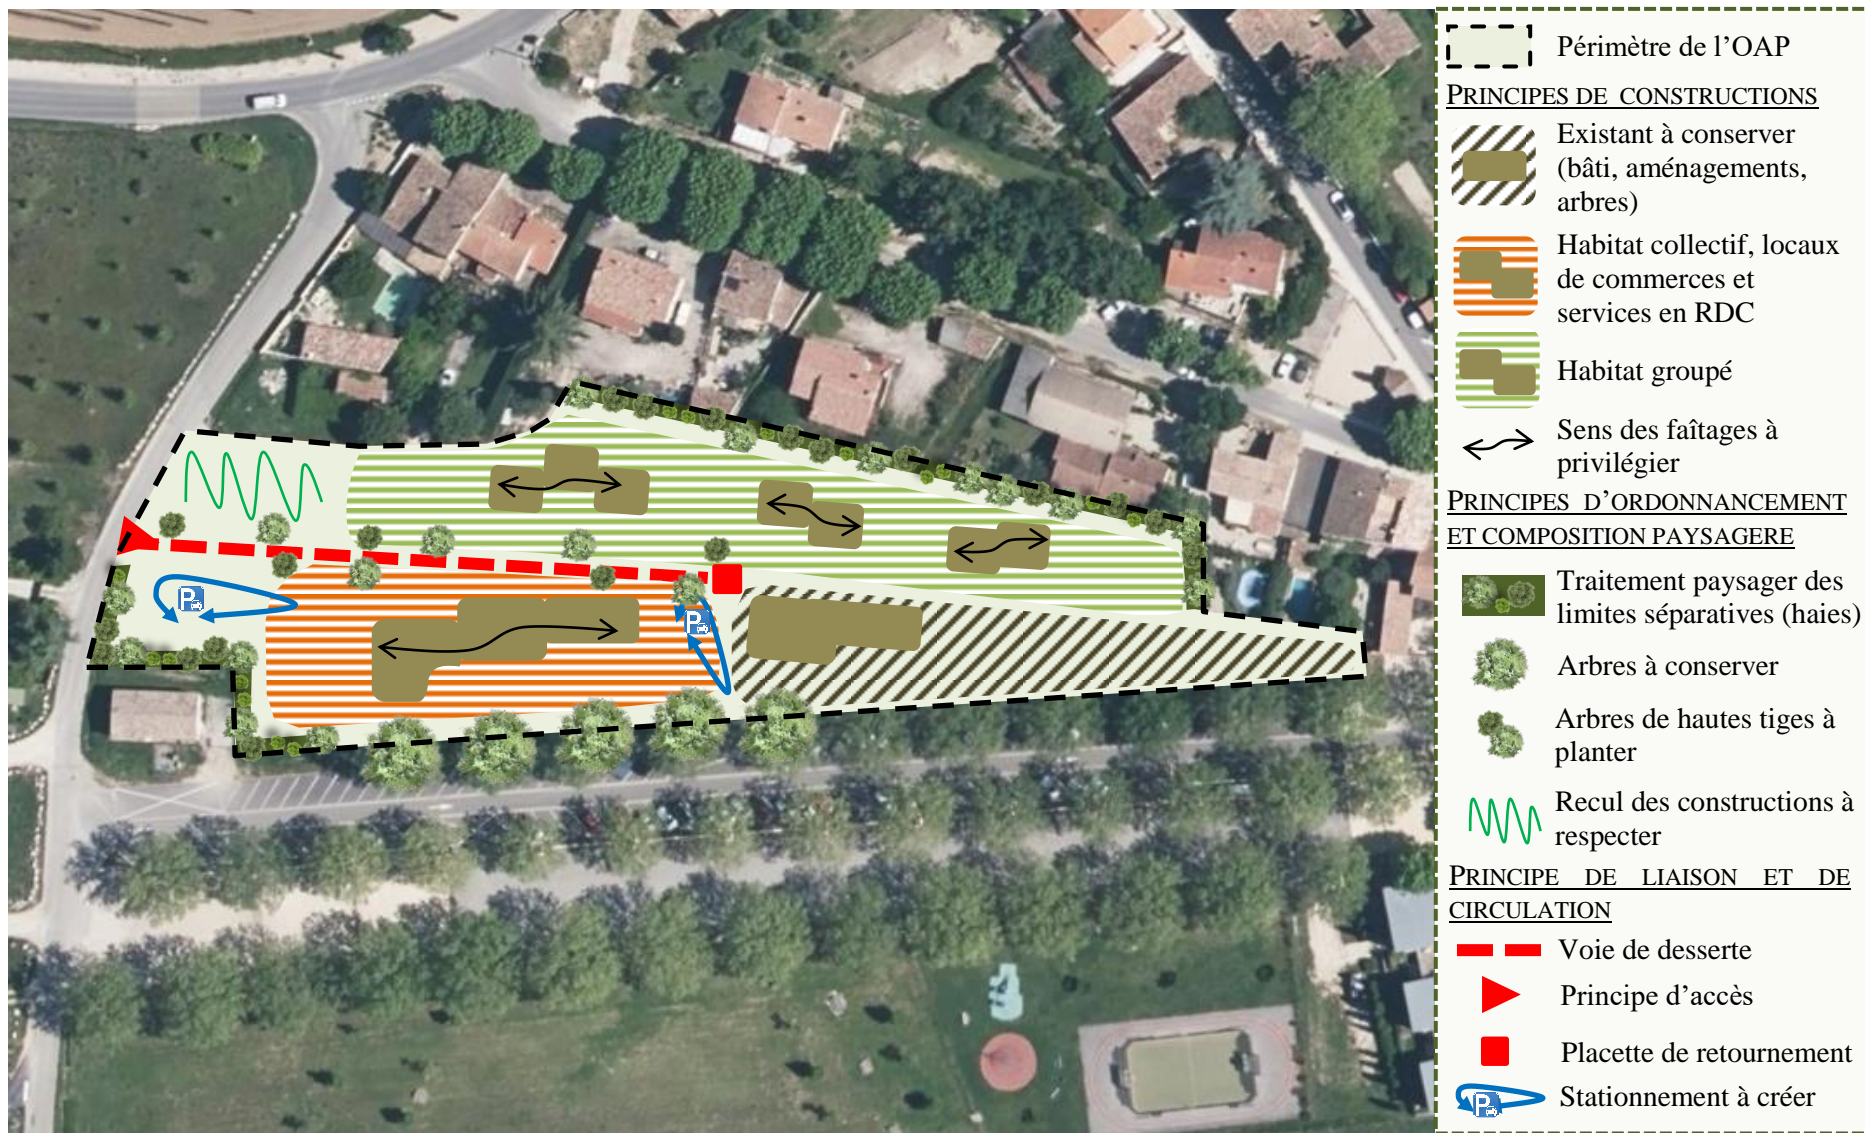 Périmètre de l’OAP
PRINCIPES DE CONSTRUCTIONS
Existant à conserver
(bâti, aménagements,
arbres)
Habitat collectif, locaux
de commerces et
services en RDC
Habitat groupé
Sens des faîtages à
privilégier
PRINCIPES D’ORDONNANCEMENT
ET COMPOSITION PAYSAGERE
Traitement paysager des
limites séparatives (haies)
Arbres à conserver
Arbres de hautes tiges à
planter
Recul des constructions à
respecter
PRINCIPE DE LIAISON ET DE
CIRCULATION
Voie de desserte
Principe d’accès
Placette de retournement
P
Stationnement à créer
P
P